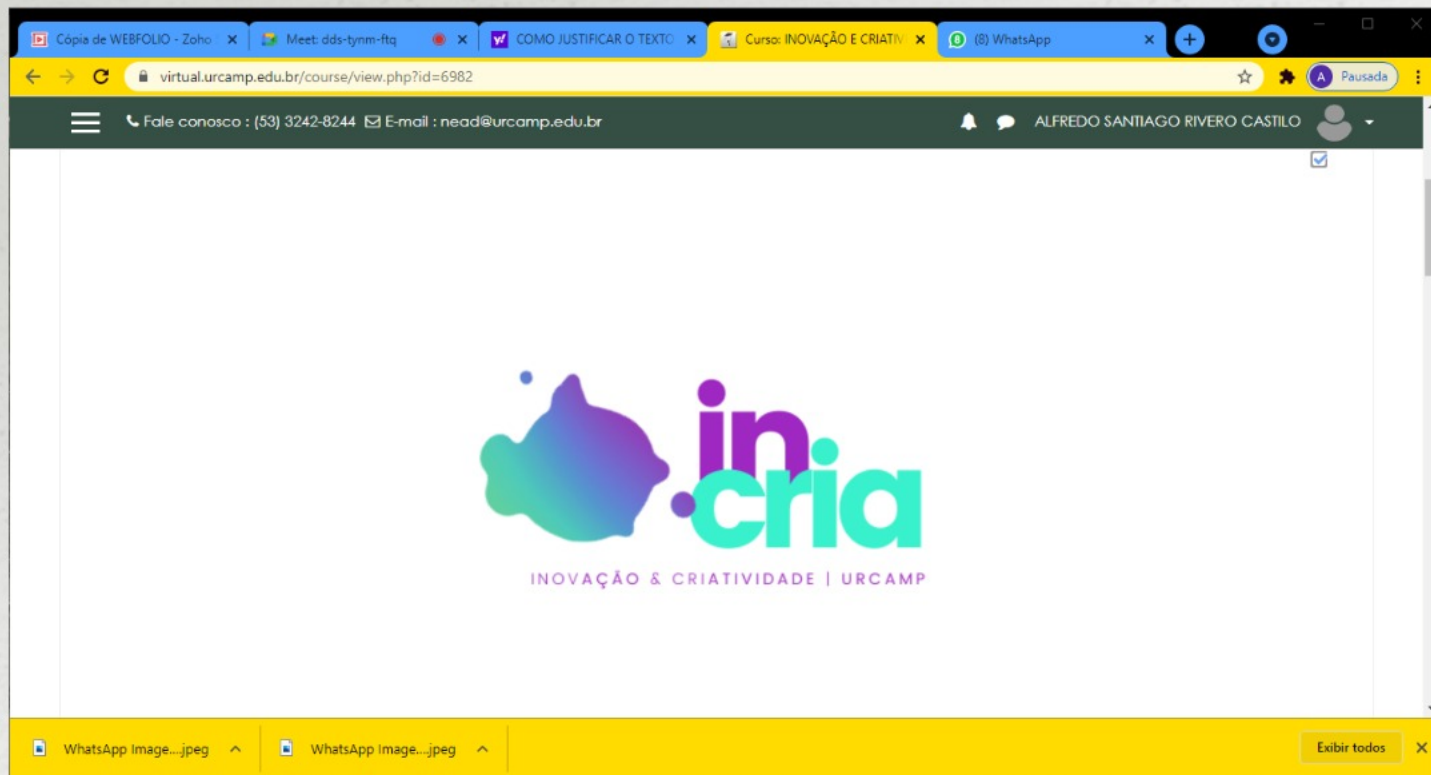 Cópia de WEBFOLIO - Zoho
Meet: dds-tynm-ftq
COMO JUSTIFICAR O TEXTO
Curso: INOVAÇÃO E CRIATIV
(8) WhatsApp
virtual.urcamp.edu.br/course/view.php?id=6982
A Pausada
Fale conosco : (53) 3242-8244 E-mail : nead@urcamp.edu.br
ALFREDO SANTIAGO RIVERO CASTILO
in
cria
INOVAÇÃO & CRIATIVIDADE | URCAMP
WhatsApp Image....jpeg
WhatsApp Image....jpeg
Exibir todos